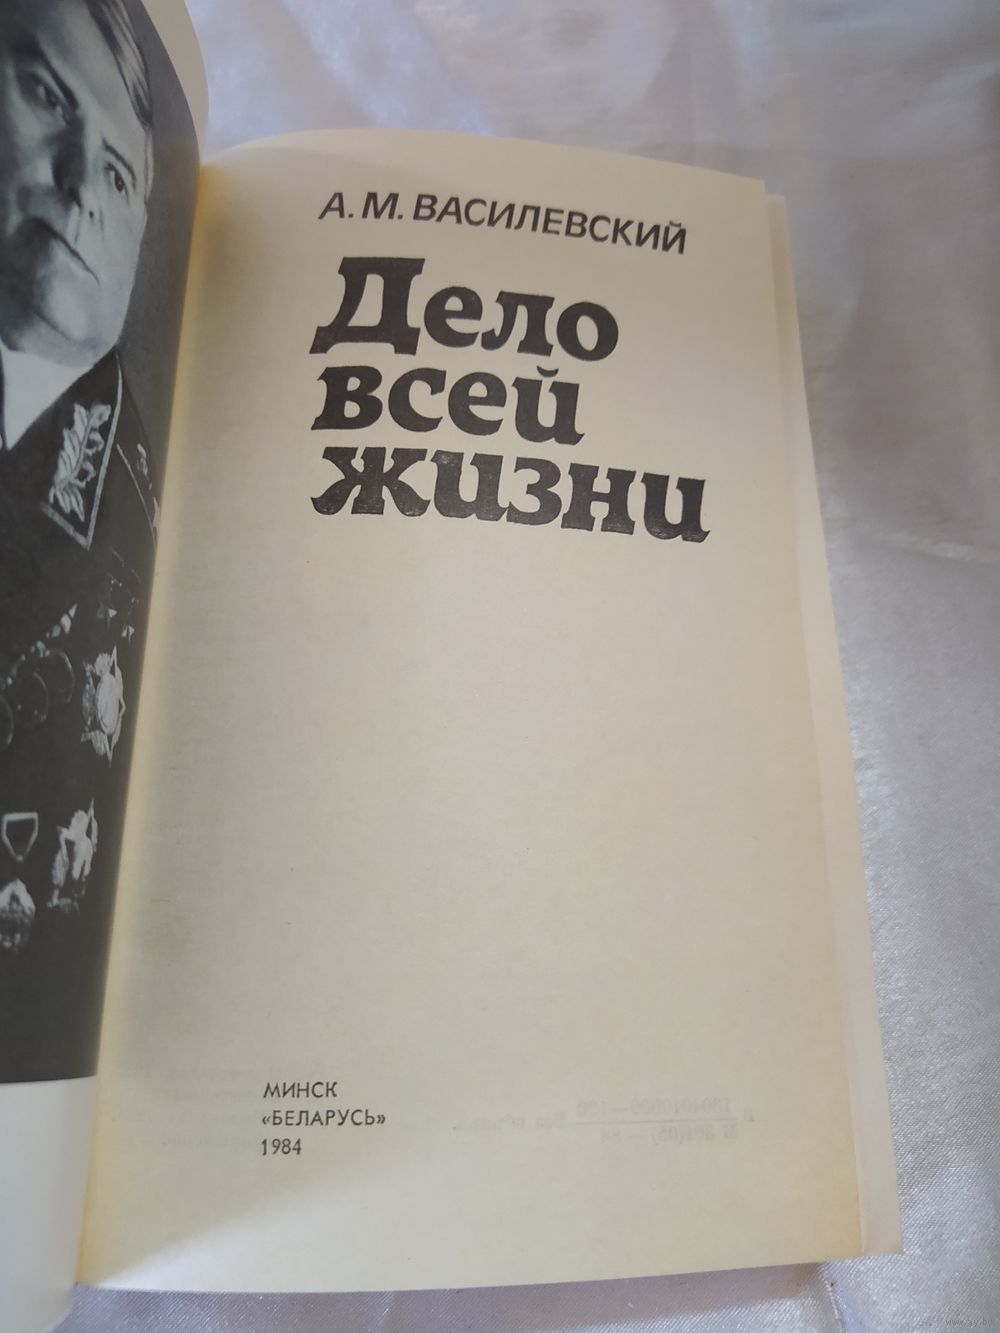 А. М. ВАСИЛЕВСКИЙ
Дело
всей
жизни
МИНСК
«БЕЛАРУСЬ»
1984